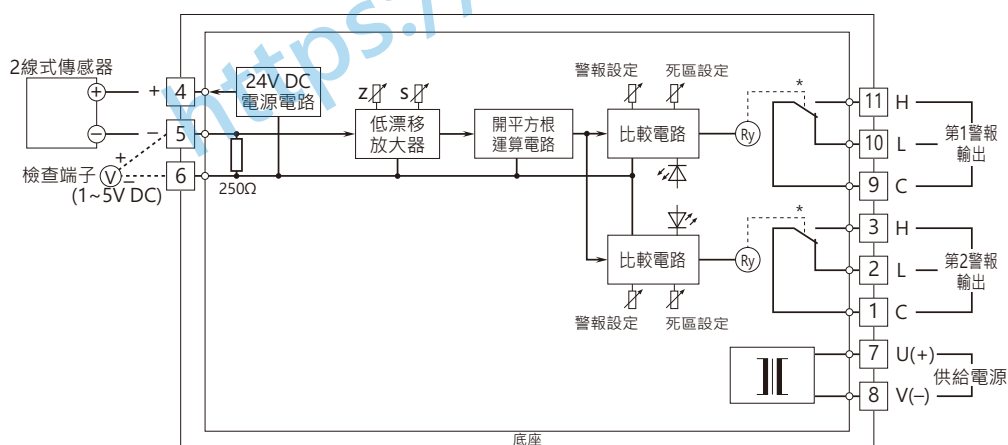 https:/
2線式傳感器
+
−
+
−
4
5
6
+
V
−
檢查端子
(1~5V DC)
24V DC
電源電路
250Ω
Z
S
低漂移
放大器
開平方根
運算電路
警報設定
死區設定
比較電路
Ry
*
11
H
10
L
9
C
第1警報
輸出
比較電路
警報設定
死區設定
Ry
*
3
H
2
L
1
C
第2警報
輸出
7
U(+)
8
V(−)
供給電源
底座